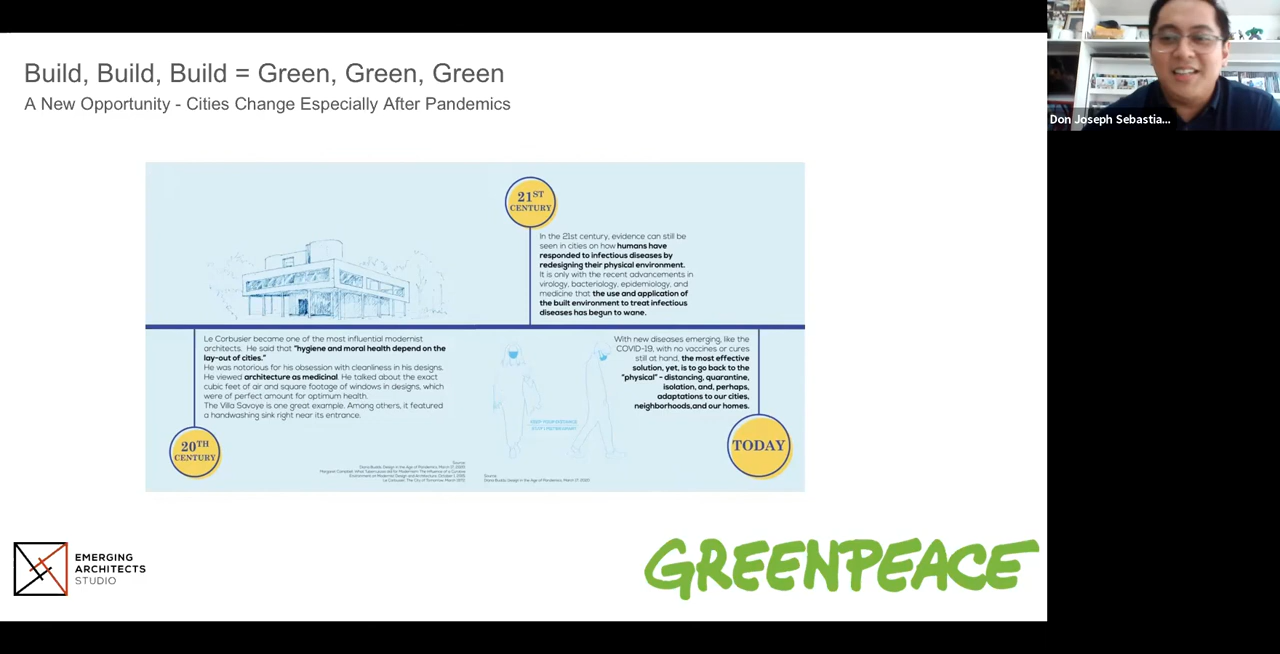 Build, Build, Build = Green, Green, Green
A New Opportunity - Cities Change Especially After Pandemics
Don Joseph Sebastia...
21ST
CENTURY
In the 21st century, evidence can still be
seen in cities on how humans have
responded to infectious diseases by
redesigning their physical environment.
It is only with the recent advancements in
virology, bacteriology, epidemiology, and
medicine that the use and application of
the built environment to treat infectious
diseases has begun to wane.
Le Corbusier became one of the most influential modernist
architects. He said that "hygiene and moral health depend on the
lay-out of cities."
He was notorious for his obsession with cleanliness in his designs.
He viewed architecture as medicinal. He talked about the exact
cubic feet of air and square footage of windows in designs, which
were of perfect amount for optimum health.
The Villa Savoye is one great example. Among others, it featured
a handwashing sink right near its entrance.
20TH
CENTURY
With new diseases emerging, like the
COVID-19, with no vaccines or cures
still at hand, the most effective
solution, yet, is to go back to the
"physical" – distancing, quarantine,
isolation, and, perhaps,
adaptations to our cities,
neighborhoods,and our homes.
TODAY
Source:
Source:
EMERGING
ARCHITECTS
STUDIO
GREENPEACE